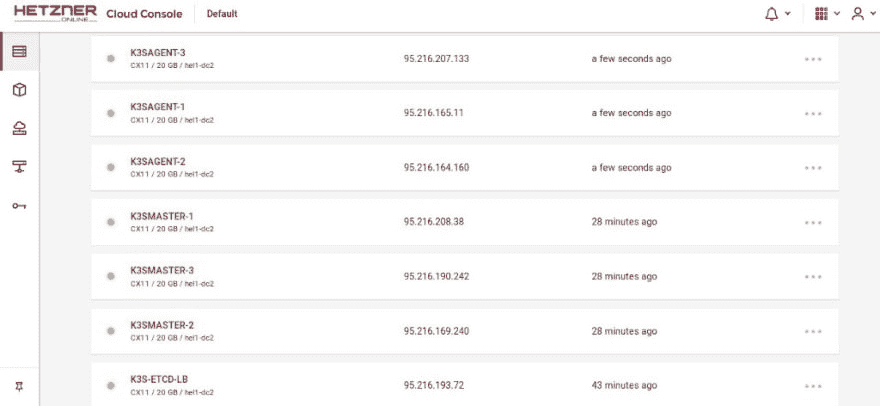 HETZNER
ONLINE
Cloud Console
Default
K3SAGENT-3
CX11 / 20 GB / hel1-dc2
95.216.207.133
a few seconds ago
K3SAGENT-1
CX11 / 20 GB / hel1-dc2
95.216.165.11
a few seconds ago
K3SAGENT-2
CX11 / 20 GB / hel1-dc2
95.216.164.160
a few seconds ago
K3SMASTER-1
CX11 / 20 GB / hel1-dc2
95.216.208.38
28 minutes ago
K3SMASTER-3
CX11 / 20 GB / hel1-dc2
95.216.190.242
28 minutes ago
K3SMASTER-2
CX11 / 20 GB / hel1-dc2
95.216.169.240
28 minutes ago
K3S-ETCD-LB
CX11 / 20 GB / hel1-dc2
95.216.193.72
43 minutes ago